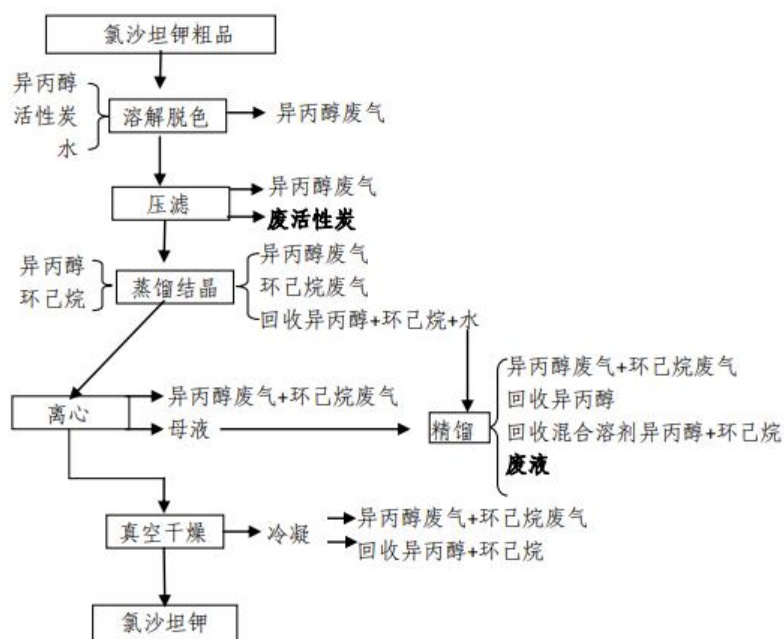 氯沙坦钾粗品
异丙醇
活性炭
水
溶解脱色
异丙醇废气
压滤
异丙醇废气
废活性炭
异丙醇
环己烷
蒸馏结晶
异丙醇废气
环己烷废气
回收异丙醇+环己烷+水
离心
异丙醇废气+环己烷废气
母液
精馏
异丙醇废气+环己烷废气
回收异丙醇
回收混合溶剂异丙醇+环己烷
废液
真空干燥
冷凝
异丙醇废气+环己烷废气
回收异丙醇+环己烷
氯沙坦钾